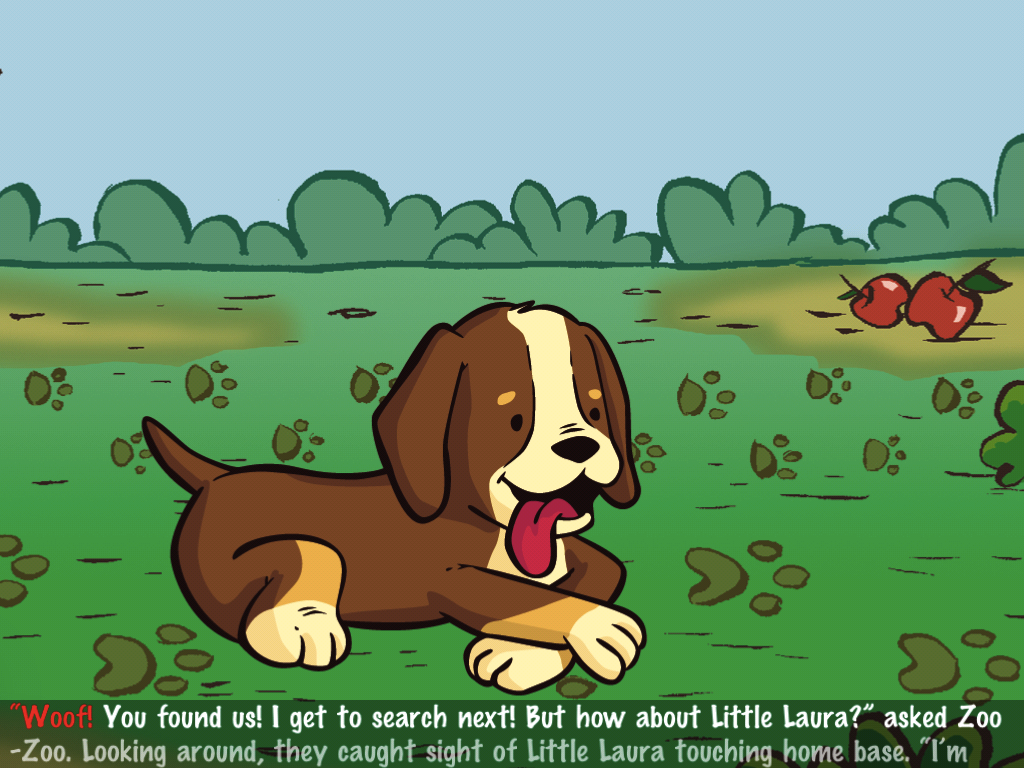 “Woof! You found us! I get to search next! But how about Little Laura?” asked Zoo
-Zoo. Looking around, they caught sight of Little Laura touching home base. “I’m